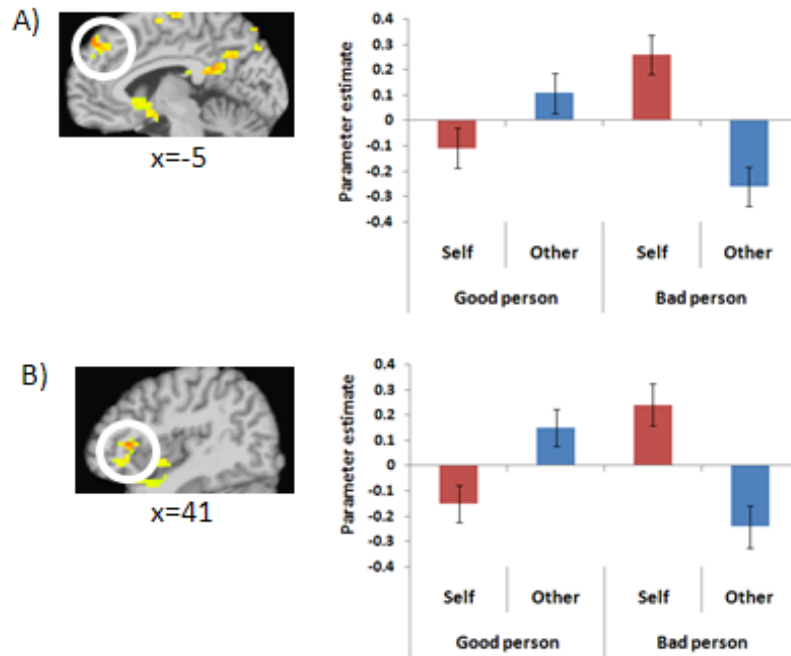 A)
x=-5
Parameter estimate
0.4
0.3
0.2
0.1
0
-0.1
-0.2
-0.3
-0.4
Self Other Self Other
Good person Bad person
B)
x=41
Parameter estimate
0.4
0.3
0.2
0.1
0
-0.1
-0.2
-0.3
-0.4
Self Other Self Other
Good person Bad person